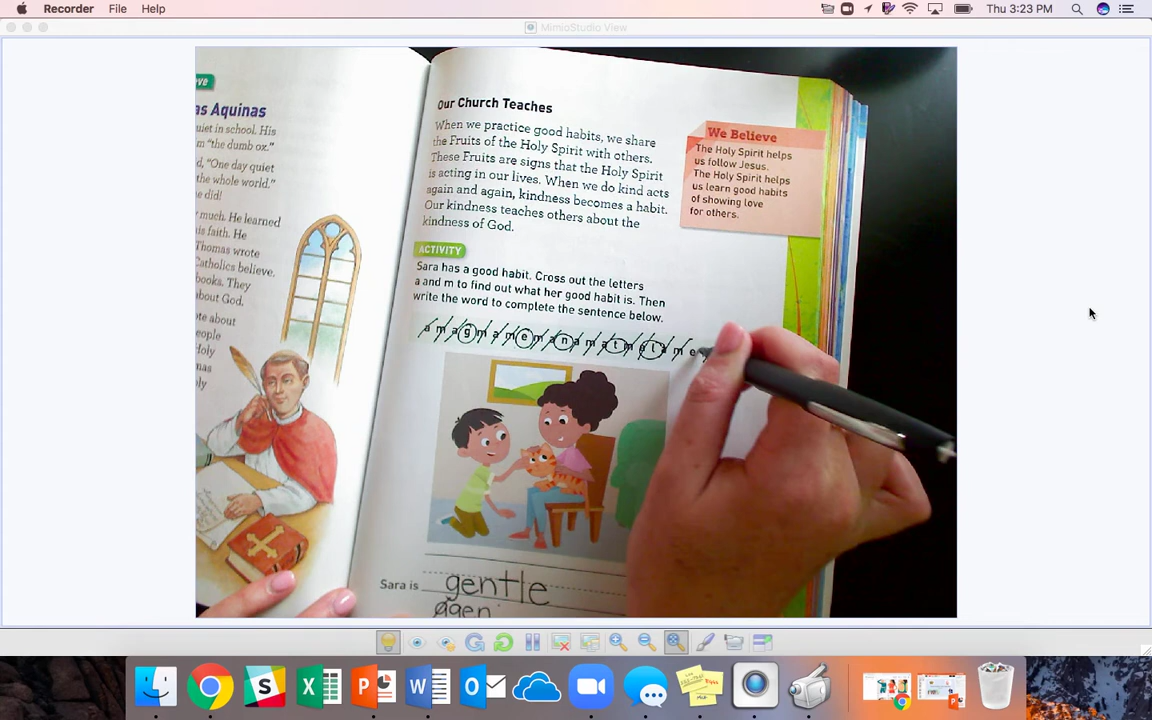 Recorder File Help
Thu 3:23 PM
MimioStudio View
ve
as Aquinas
uiet in school. His
m "the dumb ox."
d, "One day quiet
the whole world."
e did!
much. He learned
is faith. He
Thomas wrote
Catholics believe.
books. They
about God.
te about
eople
Holy
mas
ly
Our Church Teaches
When we practice good habits, we share
the Fruits of the Holy Spirit with others.
These Fruits are signs that the Holy Spirit
is acting in our lives. When we do kind acts
again and again, kindness becomes a habit.
Our kindness teaches others about the
kindness of God.
We Believe
The Holy Spirit helps
us follow Jesus.
The Holy Spirit helps
us learn good habits
of showing love
for others.
ACTIVITY
Sara has a good habit. Cross out the letters
a and m to find out what her good habit is. Then
write the word to complete the sentence below.
a m a g m a m e m a n a m a t m a l a m e
Sara is gentle
agen